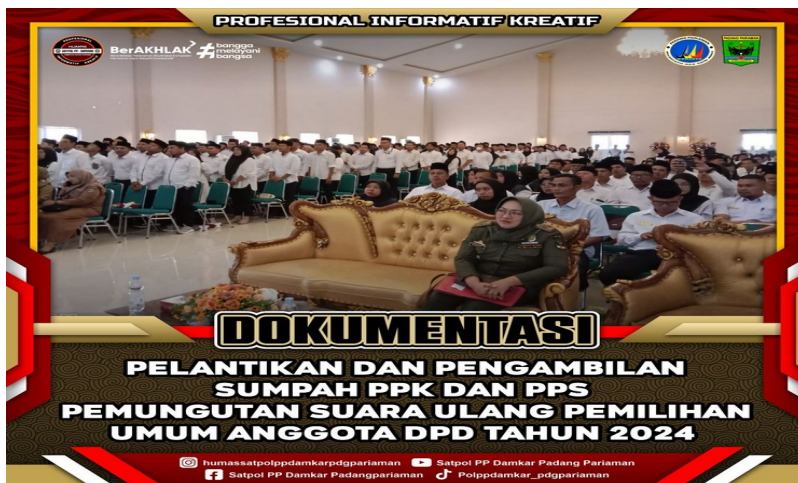 PROFESIONAL INFORMATIF KREATIF
BerAKHLAK
# bangga
melayani
bangsa
DOKUMENTASI
PELANTIKAN DAN PENGAMBILAN
SUMPAH PPK DAN PPS
PEMUNGUTAN SUARA ULANG PEMILIHAN
UMUM ANGGOTA DPD TAHUN 2024
humassatpolppdamkarpdgpariaman Satpol PP Damkar Padang Pariaman
Satpol PP Damkar Padangpariaman Polppdamkar_pdgpariaman